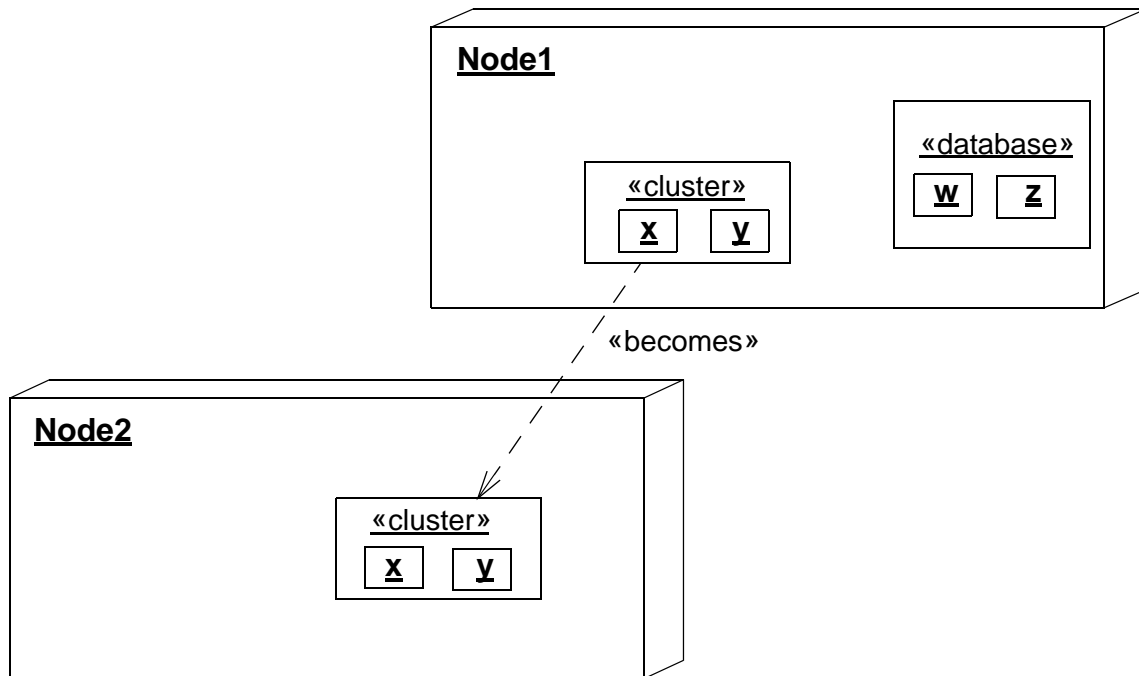 Node1
«database»
w z
«cluster»
x y
«becomes»
Node2
«cluster»
x y